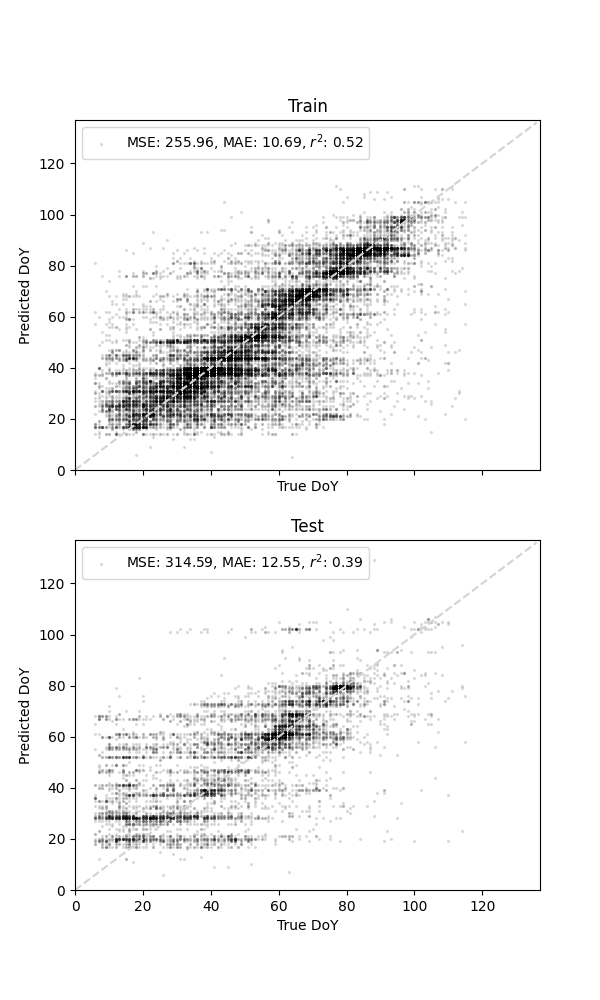 Train
MSE: 255.96, MAE: 10.69, r²: 0.52
120
100
80
60
40
20
0
Predicted DoY
True DoY
Test
MSE: 314.59, MAE: 12.55, r²: 0.39
120
100
80
60
40
20
0
Predicted DoY
0 20 40 60 80 100 120
True DoY